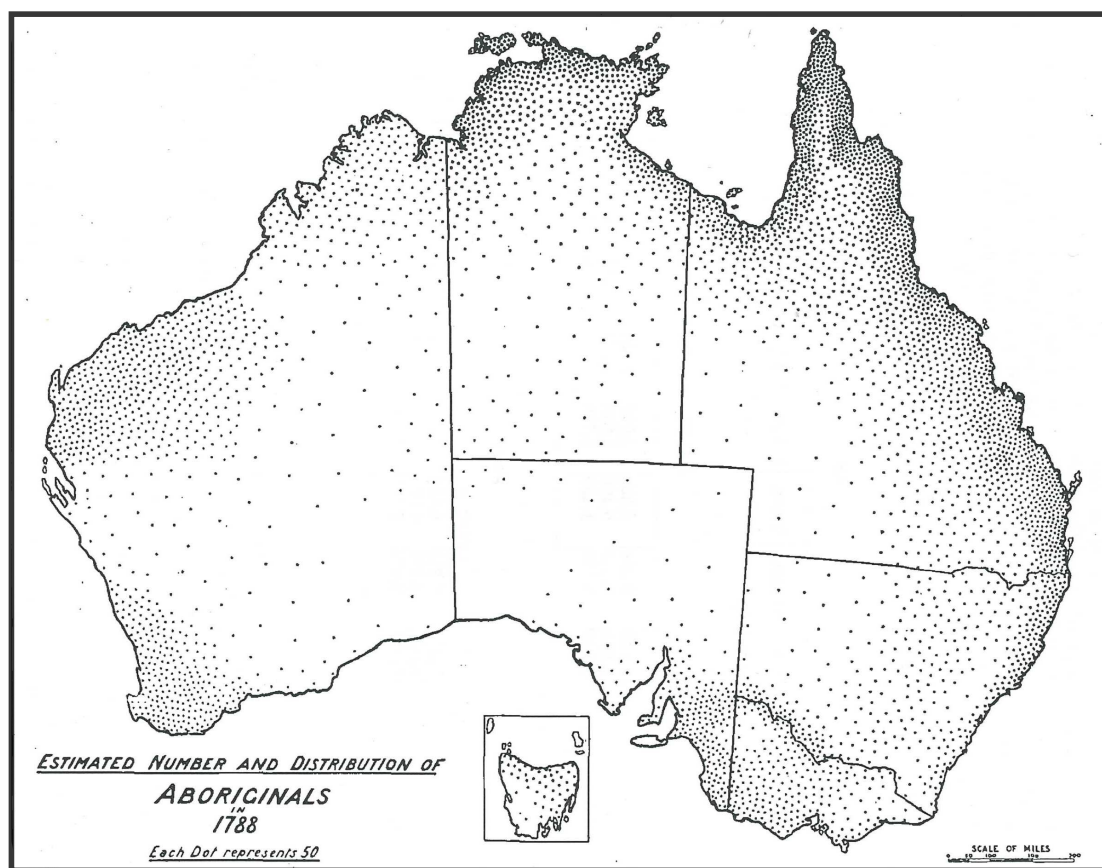 ESTIMATED NUMBER AND DISTRIBUTION OF
ABORIGINALS
IN
1788
Each Dot represents 50
SCALE OF MILES